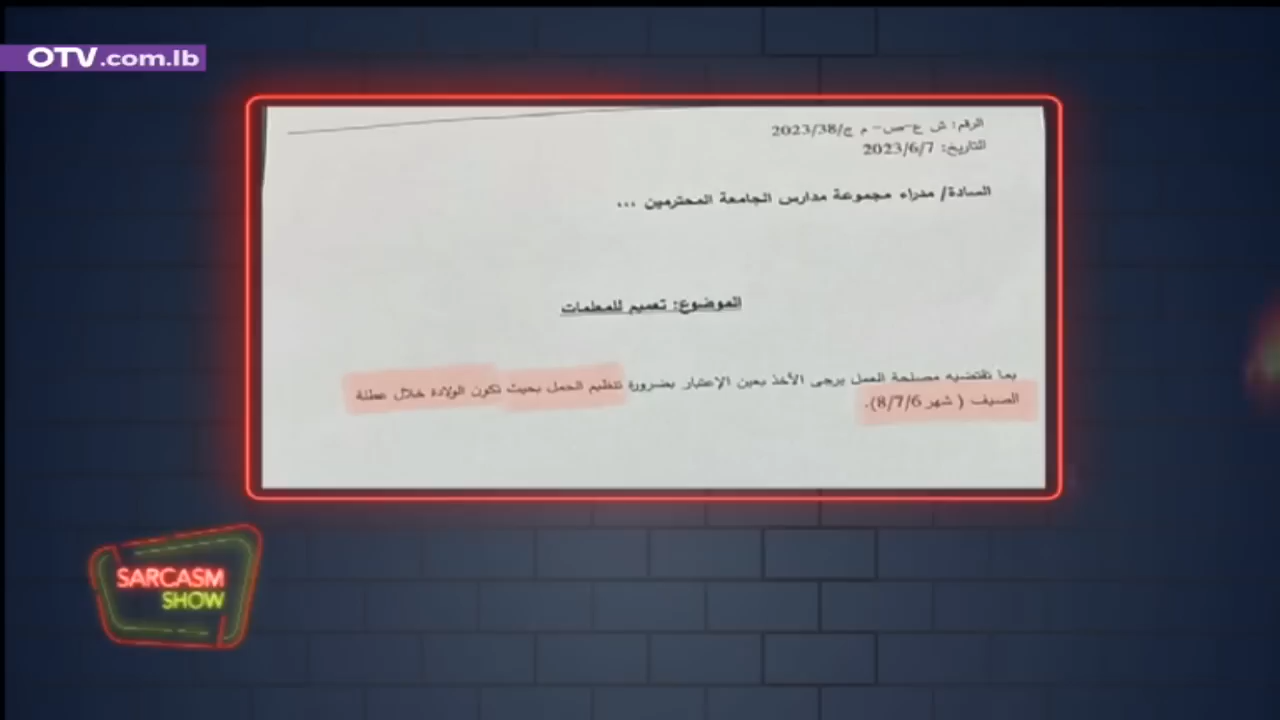 OTV.com.lb
الرقم: ش ع-ص- م ج/2023/38
التاريخ: 2023/6/7
السادة/ مدراء مجموعة مدارس الجامعة المحترمين ...
الموضوع: تعميم للمعلمات
بما تقتضيه مصلحة العمل يرجى الأخذ بعين الإعتبار بضرورة تنظيم الحمل بحيث تكون الولادة خلال عطلة
الصيف ( شهر 8/7/6).
SARCASM
SHOW